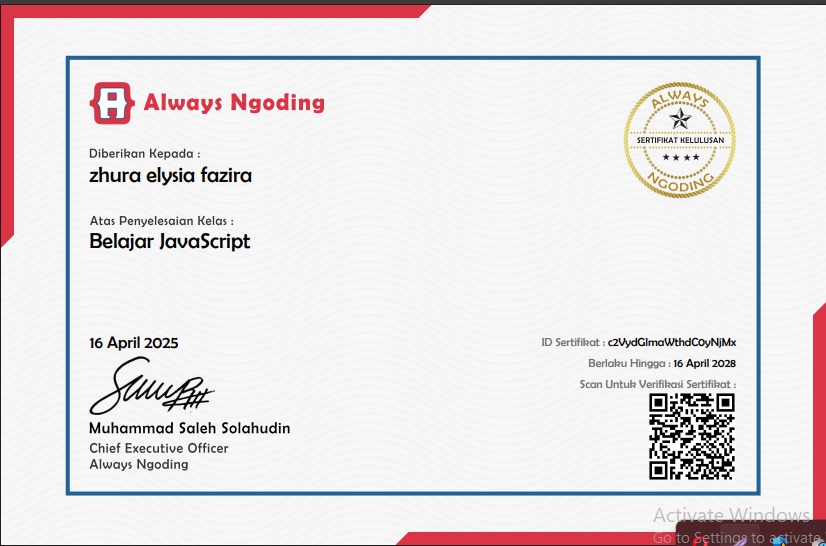 Always Ngoding
ALWAYS
SERTIFIKAT KELULUSAN
NGODING
Diberikan Kepada :
zhura elysia fazira
Atas Penyelesaian Kelas :
Belajar JavaScript
16 April 2025
Muhammad Saleh Solahudin
Chief Executive Officer
Always Ngoding
ID Sertifikat : c2VydGlmaWthdC0yNjMx
Berlaku Hingga : 16 April 2028
Scan Untuk Verifikasi Sertifikat :
Activate Windows
Go to Settings to activate